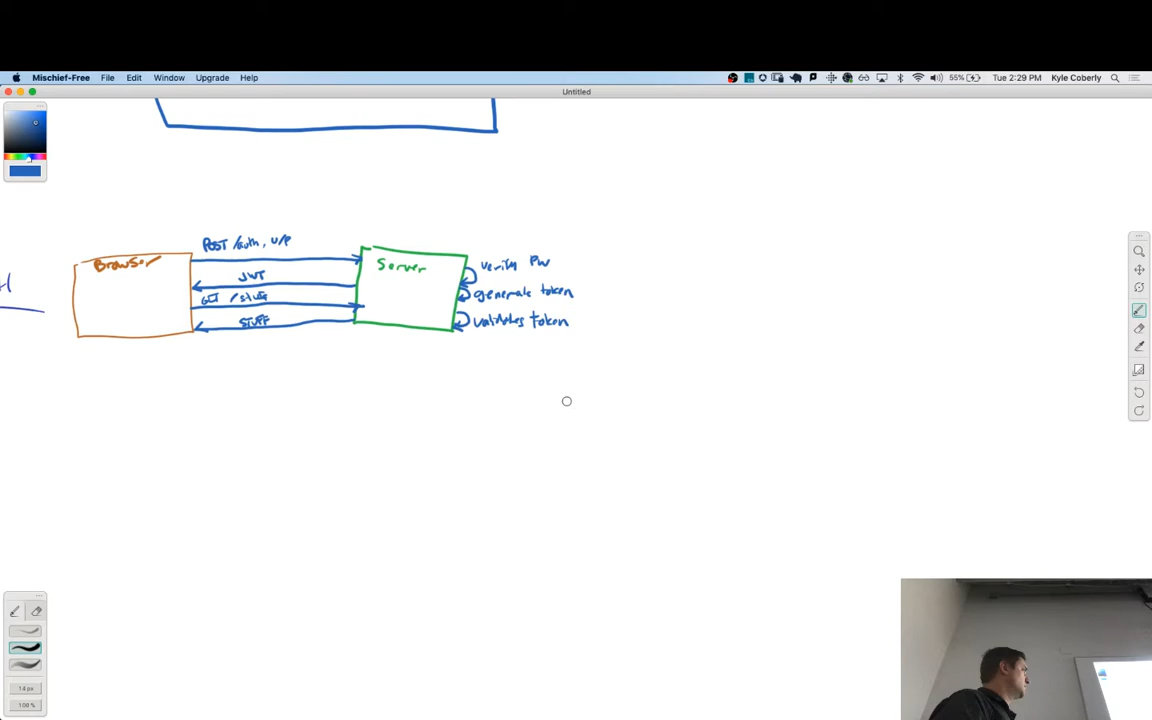 Mischief-Free File Edit Window Upgrade Help 55% Tue 2:29 PM Kyle Coberly
Untitled
POST /auth, U/P
Browser
Server
verify PW
JWT
generate token
GET /stuff
STUFF
validates token
14 px
100 %